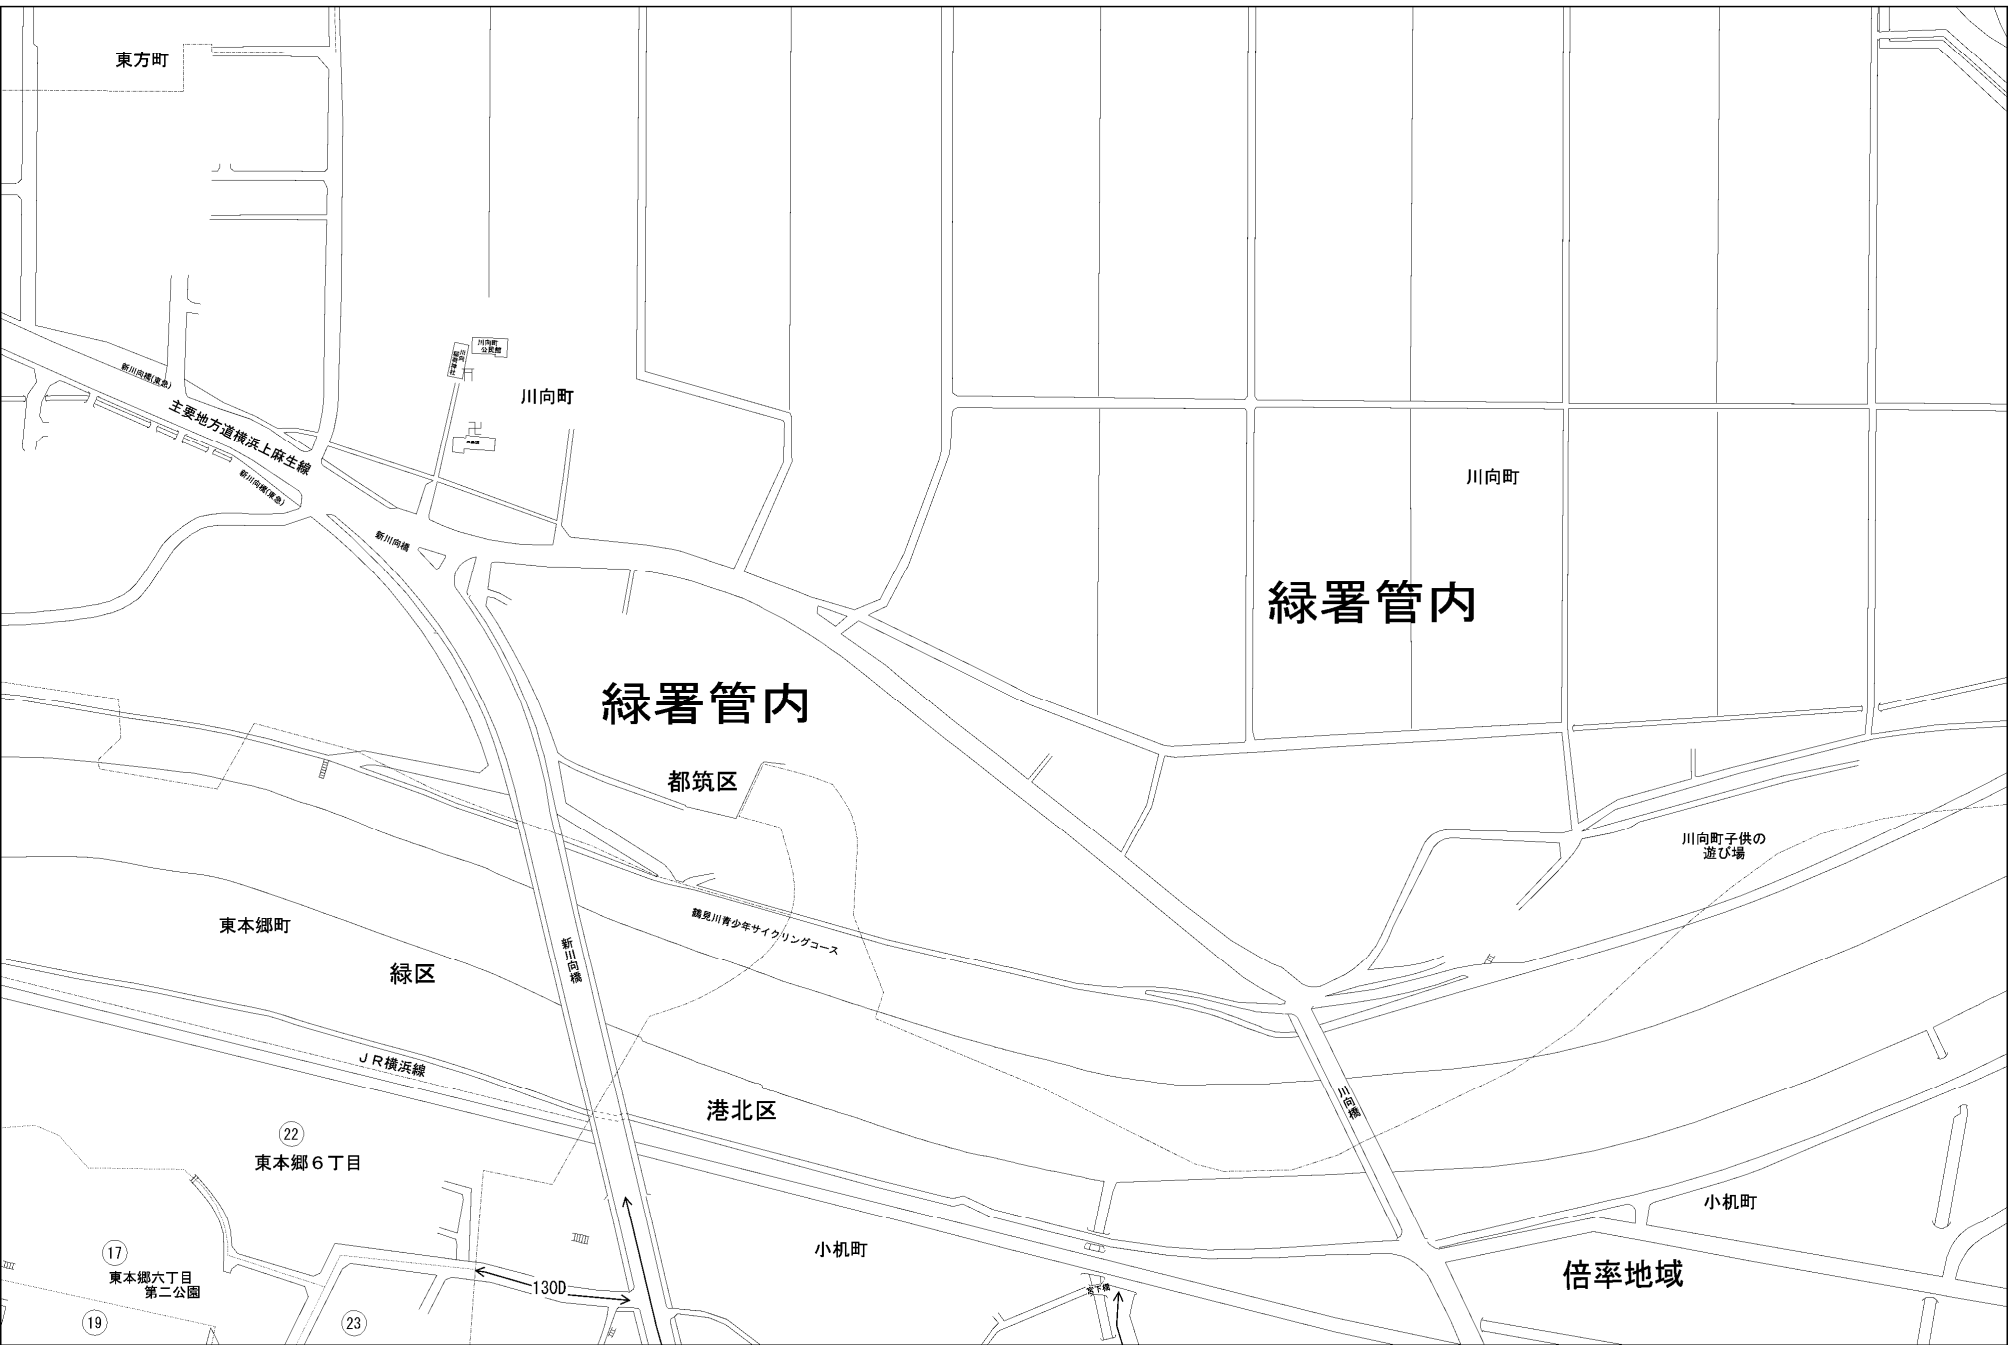 東方町
川向町
公民館
川向町
新川向橋(東急)
主要地方道横浜上麻生線
新川向橋(東急)
新川向橋
川向町
緑署管内
緑署管内
都筑区
川向町子供の
遊び場
鶴見川青少年サイクリングコース
東本郷町
緑区
新川向橋
JR横浜線
港北区
川向橋
22
東本郷6丁目
小机町
小机町
17
東本郷六丁目
第二公園
倍率地域
130D
宮下橋
19
23